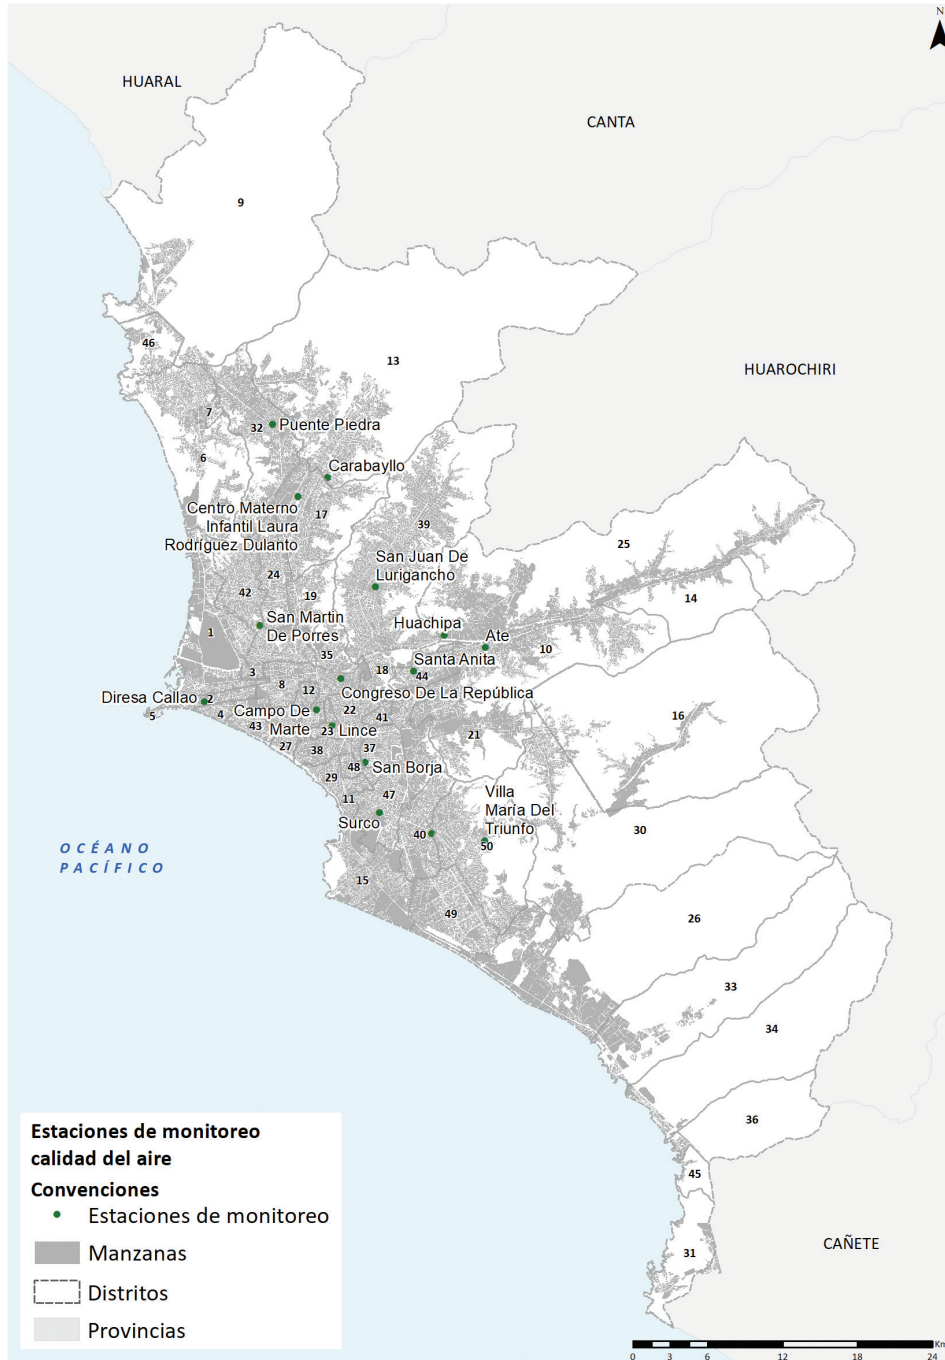 N
HUARAL
CANTA
9
46
13
HUAROCHIRI
7
32
Puente Piedra
6
Carabayllo
Centro Materno
Infantil Laura
Rodríguez Dulanto
17
39
25
San Juan De
Lurigancho
24
42
19
14
San Martin
De Porres
Huachipa
1
Ate
35
10
Santa Anita
3
18
44
8
12
Congreso De La República
Diresa Callao
2
5
4
Campo De
Marte
22
41
16
43
23
Lince
21
27
38
37
48
San Borja
29
11
47
Villa
María Del
Triunfo
Surco
40
50
30
OCÉANO
PACÍFICO
15
49
26
33
34
36
45
31
CAÑETE
Estaciones de monitoreo
calidad del aire
Convenciones
Estaciones de monitoreo
Manzanas
Distritos
Provincias
Km
0 3 6 12 18 24